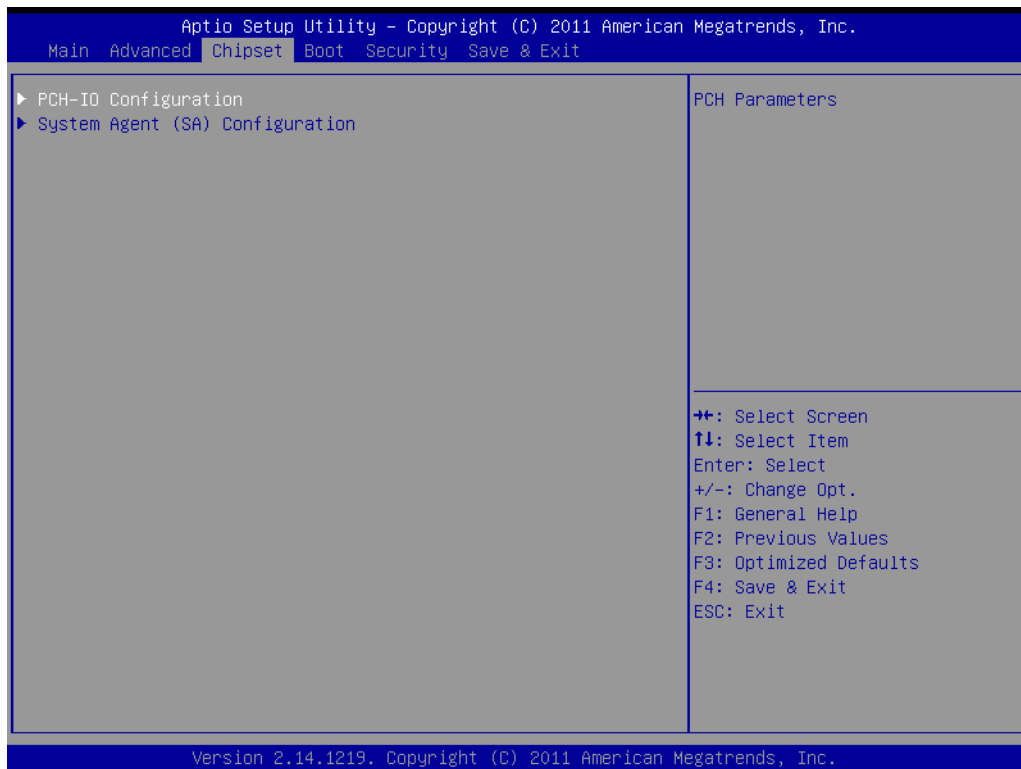 Aptio Setup Utility – Copyright (C) 2011 American Megatrends, Inc.
Main Advanced Chipset Boot Security Save & Exit
► PCH-IO Configuration
► System Agent (SA) Configuration
PCH Parameters
→←: Select Screen
↑↓: Select Item
Enter: Select
+/-: Change Opt.
F1: General Help
F2: Previous Values
F3: Optimized Defaults
F4: Save & Exit
ESC: Exit
Version 2.14.1219. Copyright (C) 2011 American Megatrends, Inc.